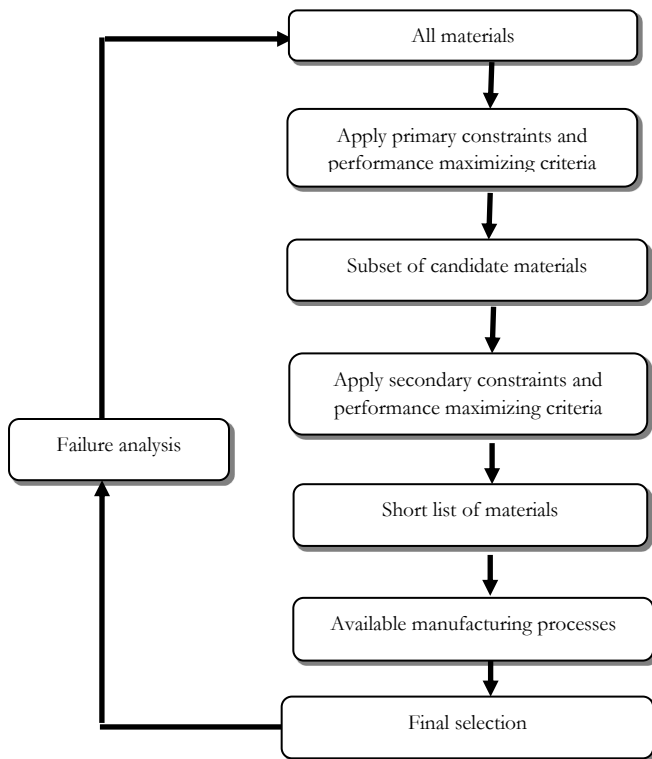 All materials
Apply primary constraints and
performance maximizing criteria
Subset of candidate materials
Apply secondary constraints and
performance maximizing criteria
Failure analysis
Short list of materials
Available manufacturing processes
Final selection